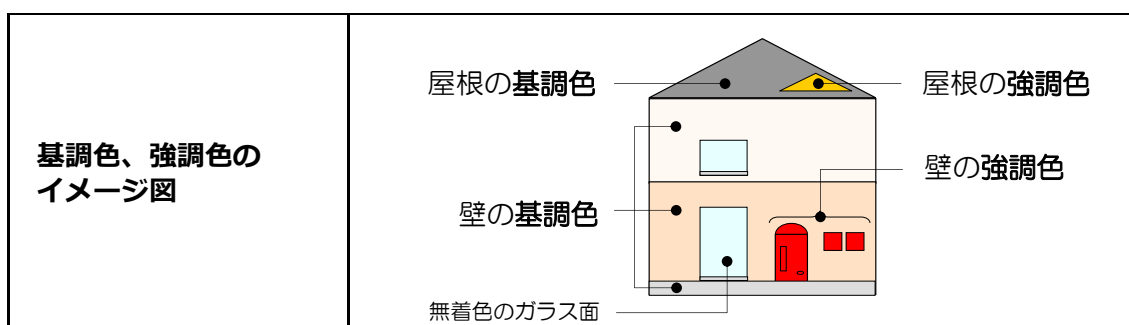 基調色、強調色の
イメージ図
屋根の基調色
屋根の強調色
壁の強調色
壁の基調色
無着色のガラス面